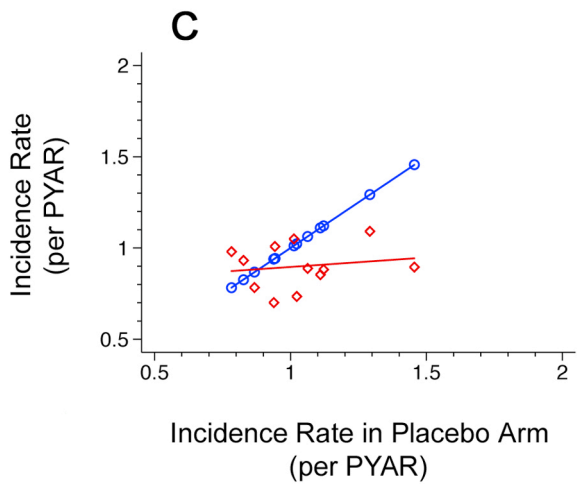 C
Incidence Rate
(per PYAR)
2
1.5
1
0.5
0.5
1
1.5
2
Incidence Rate in Placebo Arm
(per PYAR)